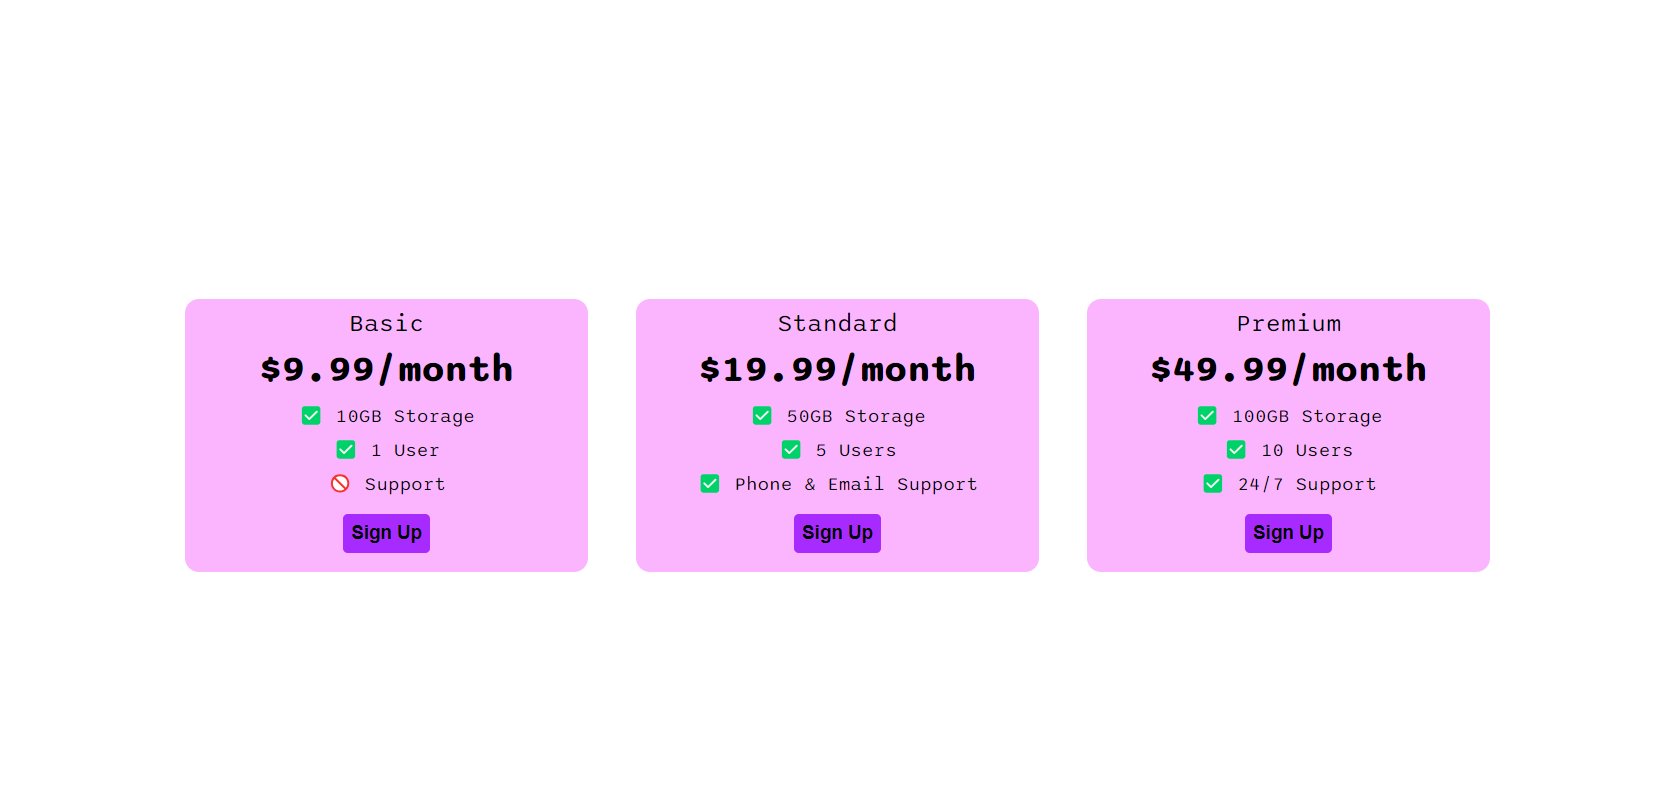 Basic
$9.99/month
✅ 10GB Storage
✅ 1 User
🚫 Support
Sign Up
Standard
$19.99/month
✅ 50GB Storage
✅ 5 Users
✅ Phone & Email Support
Sign Up
Premium
$49.99/month
✅ 100GB Storage
✅ 10 Users
✅ 24/7 Support
Sign Up